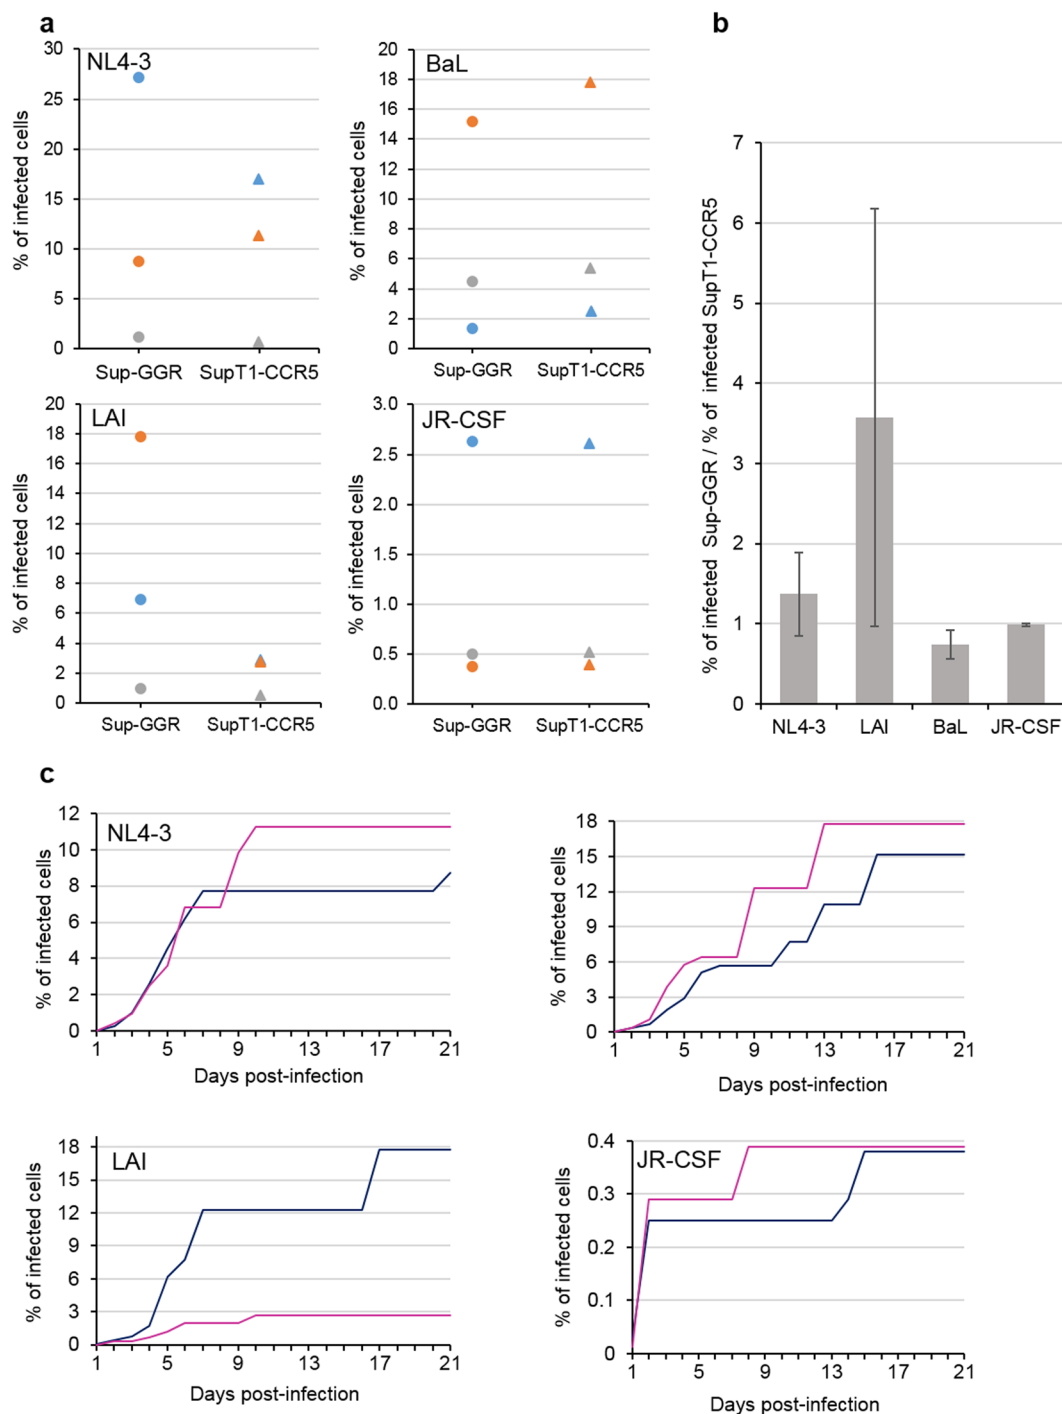 a
NL4-3
% of infected cells
30
25
20
15
10
5
0
Sup-GGR SupT1-CCR5
BaL
% of infected cells
20
18
16
14
12
10
8
6
4
2
0
Sup-GGR SupT1-CCR5
LAI
% of infected cells
20
18
16
14
12
10
8
6
4
2
0
Sup-GGR SupT1-CCR5
JR-CSF
% of infected cells
3.0
2.5
2.0
1.5
1.0
0.5
0.0
Sup-GGR SupT1-CCR5
b
% of infected Sup-GGR / % of infected SupT1-CCR5
7
6
5
4
3
2
1
0
NL4-3 LAI BaL JR-CSF
c
NL4-3
% of infected cells
12
10
8
6
4
2
0
1 5 9 13 17 21
Days post-infection
% of infected cells
18
15
12
9
6
3
0
1 5 9 13 17 21
Days post-infection
LAI
% of infected cells
18
15
12
9
6
3
0
1 5 9 13 17 21
Days post-infection
JR-CSF
% of infected cells
0.4
0.3
0.2
0.1
0
1 5 9 13 17 21
Days post-infection